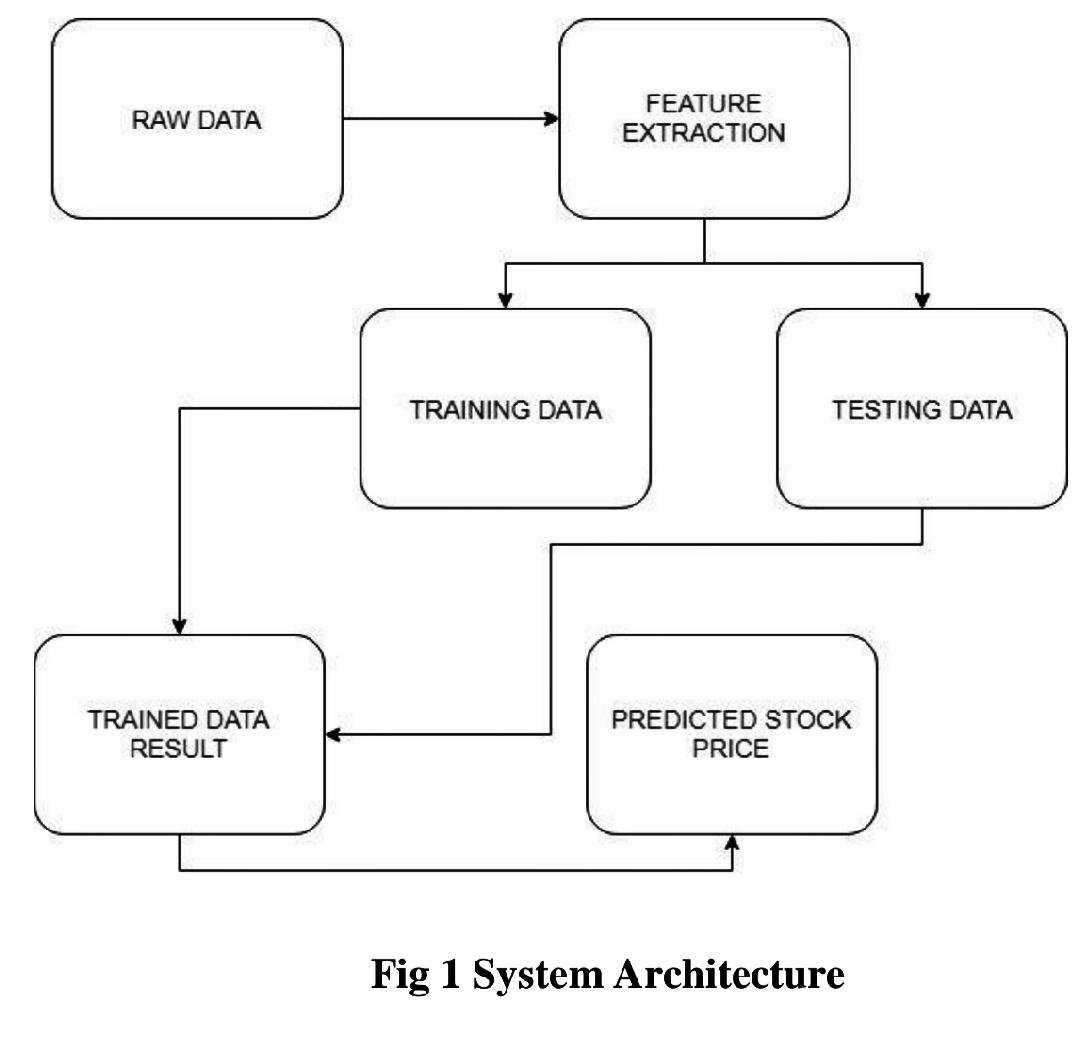 RAW DATA
FEATURE
EXTRACTION
TRAINING DATA
TESTING DATA
TRAINED DATA
RESULT
PREDICTED STOCK
PRICE
Fig 1 System Architecture